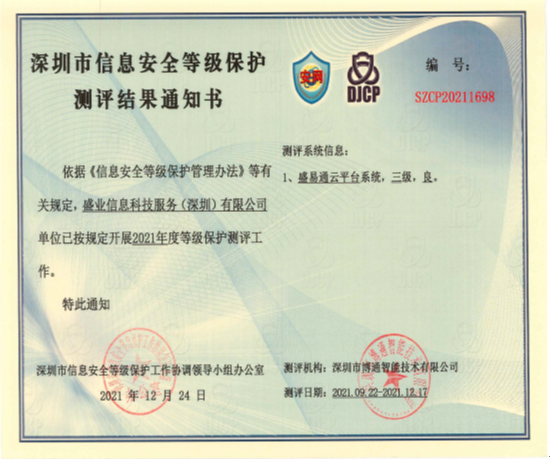 深圳市信息安全等级保护
测评结果通知书
安网
DJCP
编 号：
SZCP20211698
依据《信息安全等级保护管理办法》等有
关规定，盛业信息科技服务（深圳）有限公司
单位已按规定开展2021年度等级保护测评工
作。
特此通知
深圳市信息安全等级保护工作协调领导小组办公室
2021 年 12 月 24 日
测评系统信息：
1、盛易通云平台系统，三级，良。
测评机构：深圳市博通智能技术有限公司
测评日期：2021.09.22-2021.12.17